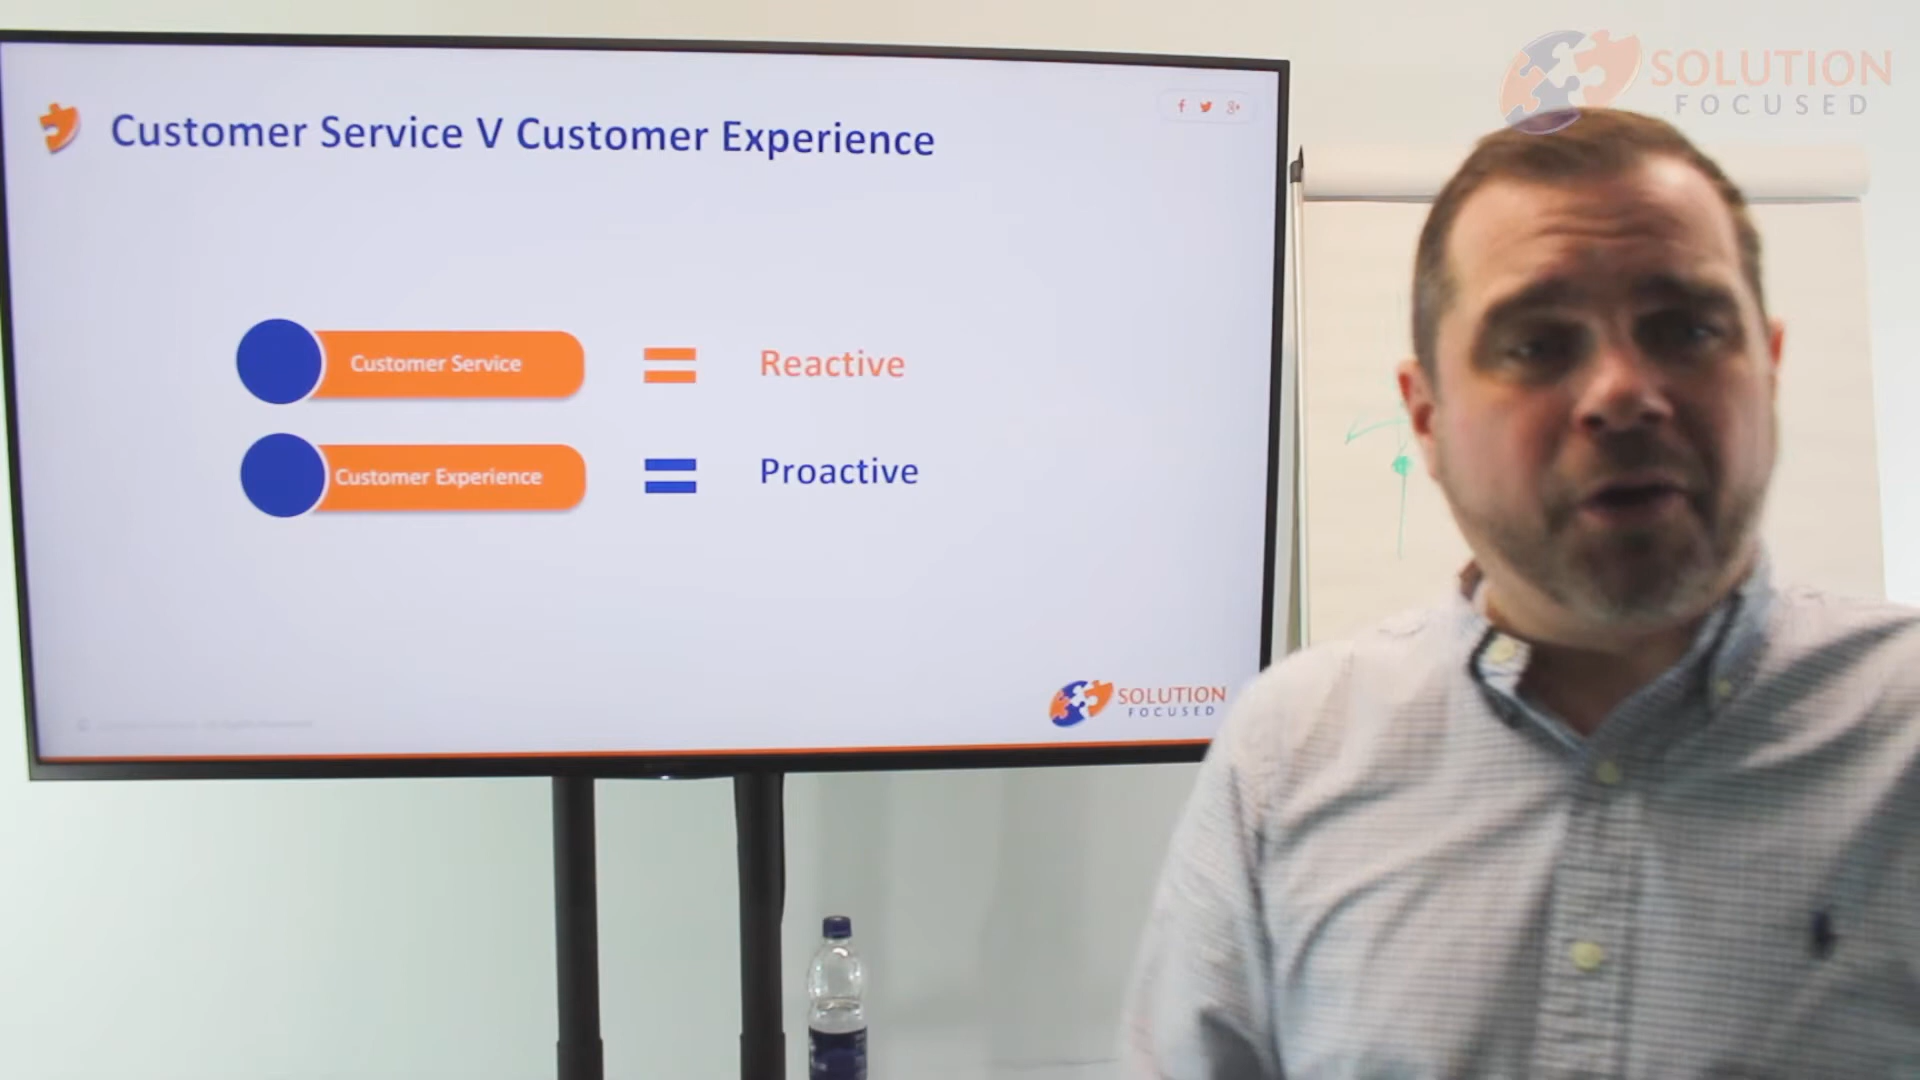 SOLUTION
FOCUSED
Customer Service V Customer Experience
Customer Service = Reactive
Customer Experience = Proactive
SOLUTION
FOCUSED